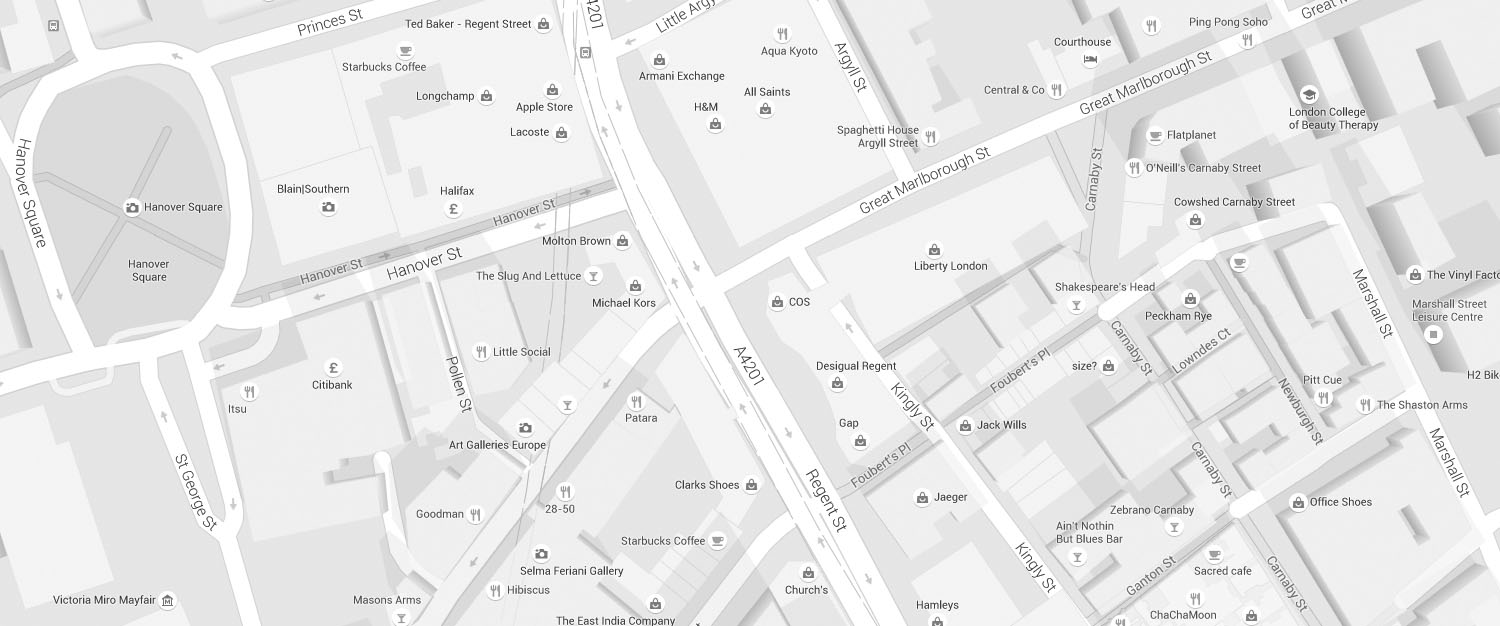 Princes St
Ted Baker - Regent Street
A4201
Little Argy
Ping Pong Soho
Great M
Starbucks Coffee
Aqua Kyoto
Courthouse
Armani Exchange
Argyll St
Great Marlborough St
Longchamp
Apple Store
H&M
All Saints
Central & Co
London College
of Beauty Therapy
Lacoste
Spaghetti House
Argyll Street
Flatplanet
Hanover Square
Blain|Southern
Halifax
Great Marlborough St
Carnaby St
O'Neill's Carnaby Street
Hanover Square
Hanover St
Cowshed Carnaby Street
Molton Brown
Hanover
Square
Hanover St
Hanover St
The Slug And Lettuce
Liberty London
The Vinyl Facto
Michael Kors
COS
Shakespeare's Head
Marshall St
Marshall Street
Leisure Centre
Peckham Rye
Little Social
A4201
Carnaby St
Lowndes Ct
Citibank
Pollen St
Desigual Regent
Foubert's Pl
size?
Pitt Cue
H2 Bik
Itsu
Patara
Kingly St
Newburgh St
The Shaston Arms
Gap
Jack Wills
Art Galleries Europe
Foubert's Pl
Carnaby St
Marshall St
St George St
Clarks Shoes
Regent St
Jaeger
Office Shoes
Goodman
28-50
Zebrano Carnaby
Ain't Nothin
But Blues Bar
Starbucks Coffee
Selma Feriani Gallery
Kingly St
Ganton St
Sacred cafe
Carnaby St
Victoria Miro Mayfair
Masons Arms
Hibiscus
Church's
Hamleys
ChaChaMoon
The East India Company